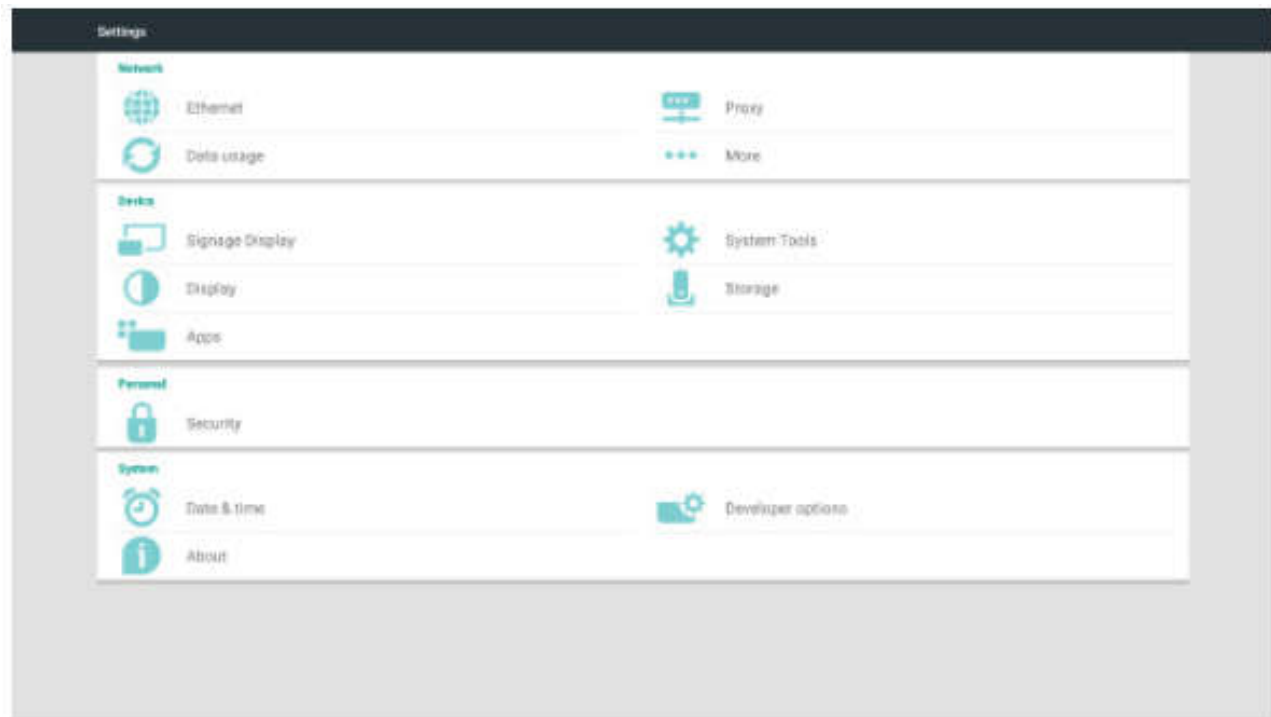 Settings
Network
Ethernet
Proxy
Data usage
More
Device
Signage Display
System Tools
Display
Storage
Apps
Personal
Security
System
Date & time
Developer options
About